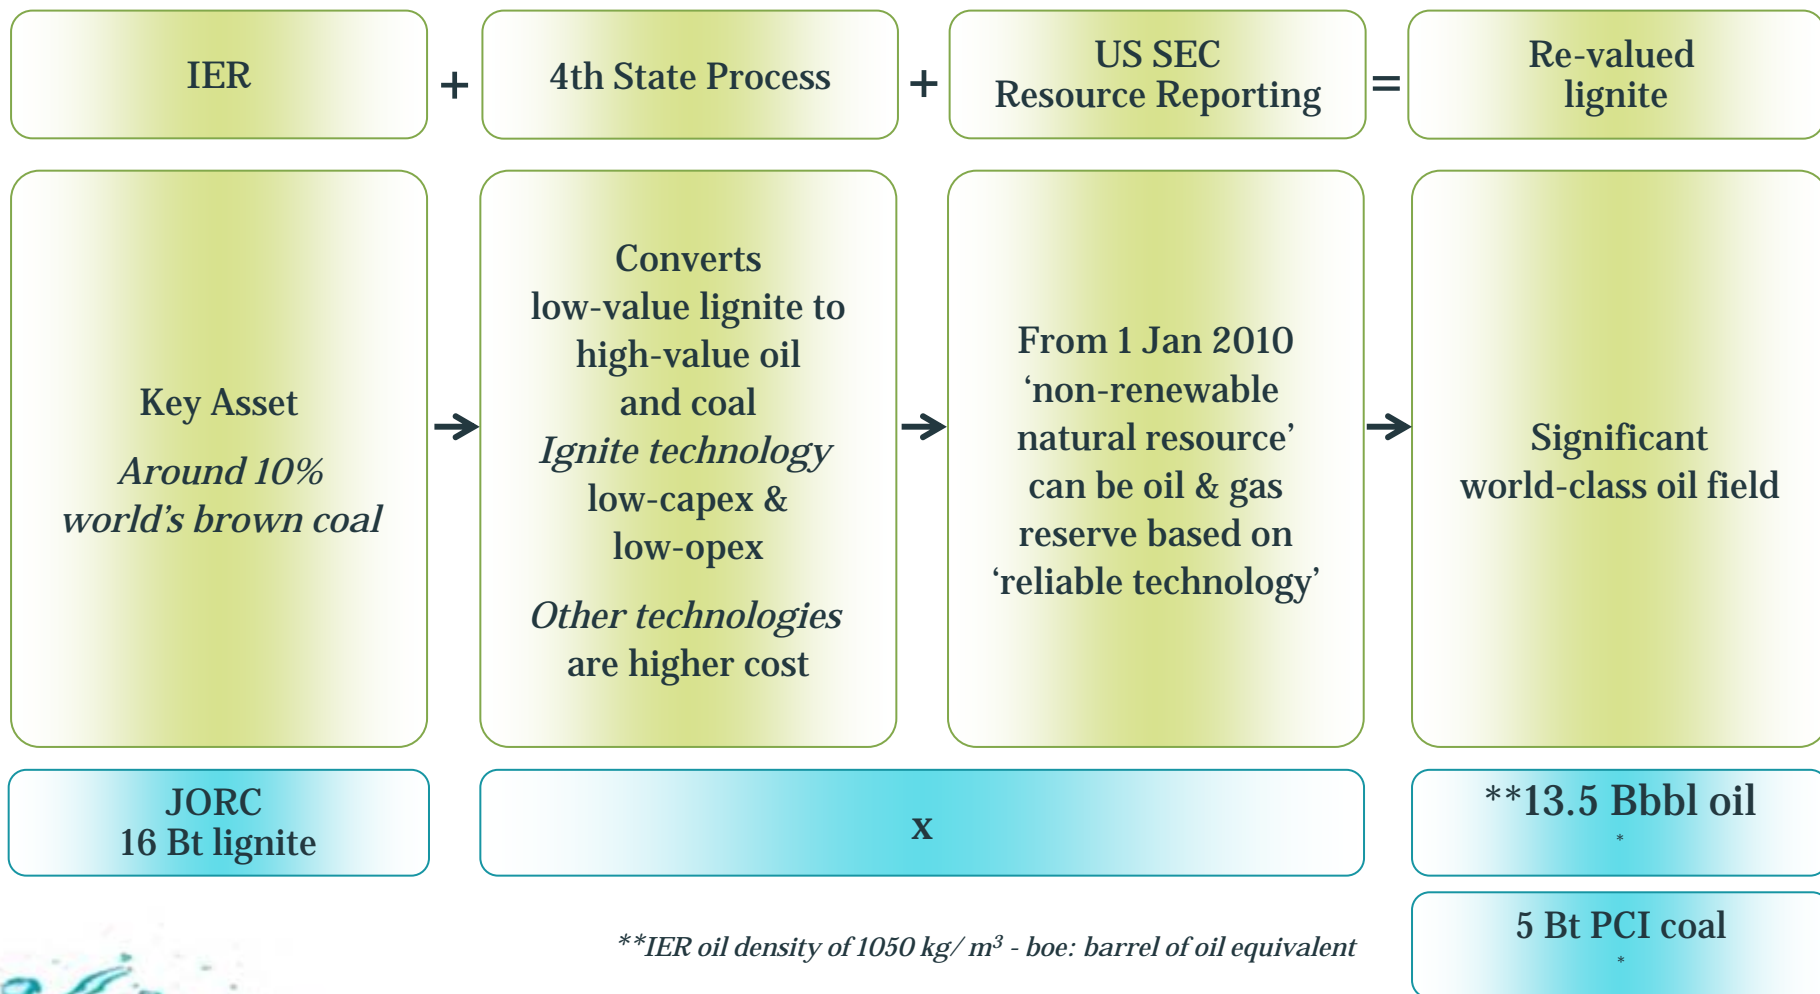 IER
+
4th State Process
+
US SEC
Resource Reporting
=
Re-valued
lignite
Key Asset
Around 10%
world's brown coal
Converts
low-value lignite to
high-value oil
and coal
Ignite technology
low-capex &
low-opex
Other technologies
are higher cost
From 1 Jan 2010
‘non-renewable
natural resource’
can be oil & gas
reserve based on
‘reliable technology’
Significant
world-class oil field
JORC
16 Bt lignite
x
**13.5 Bbbl oil
*
5 Bt PCI coal
*
**IER oil density of 1050 kg/ m³ - boe: barrel of oil equivalent